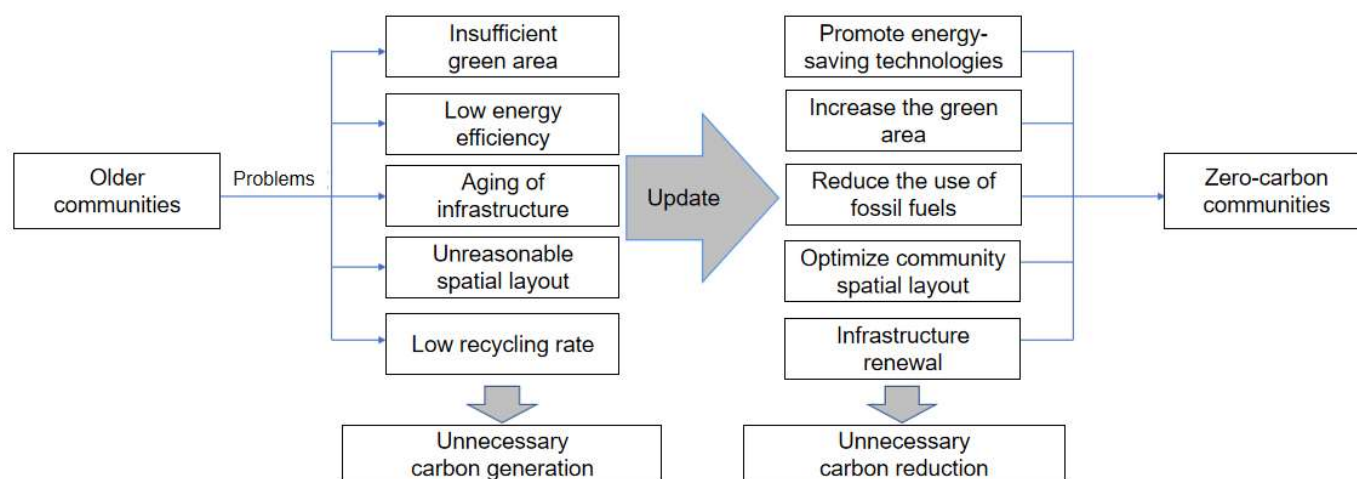 Older
communities
Problems
Insufficient
green area
Low energy
efficiency
Aging of
infrastructure
Unreasonable
spatial layout
Low recycling rate
Unnecessary
carbon generation
Update
Promote energy-
saving technologies
Increase the green
area
Reduce the use of
fossil fuels
Optimize community
spatial layout
Infrastructure
renewal
Unnecessary
carbon reduction
Zero-carbon
communities